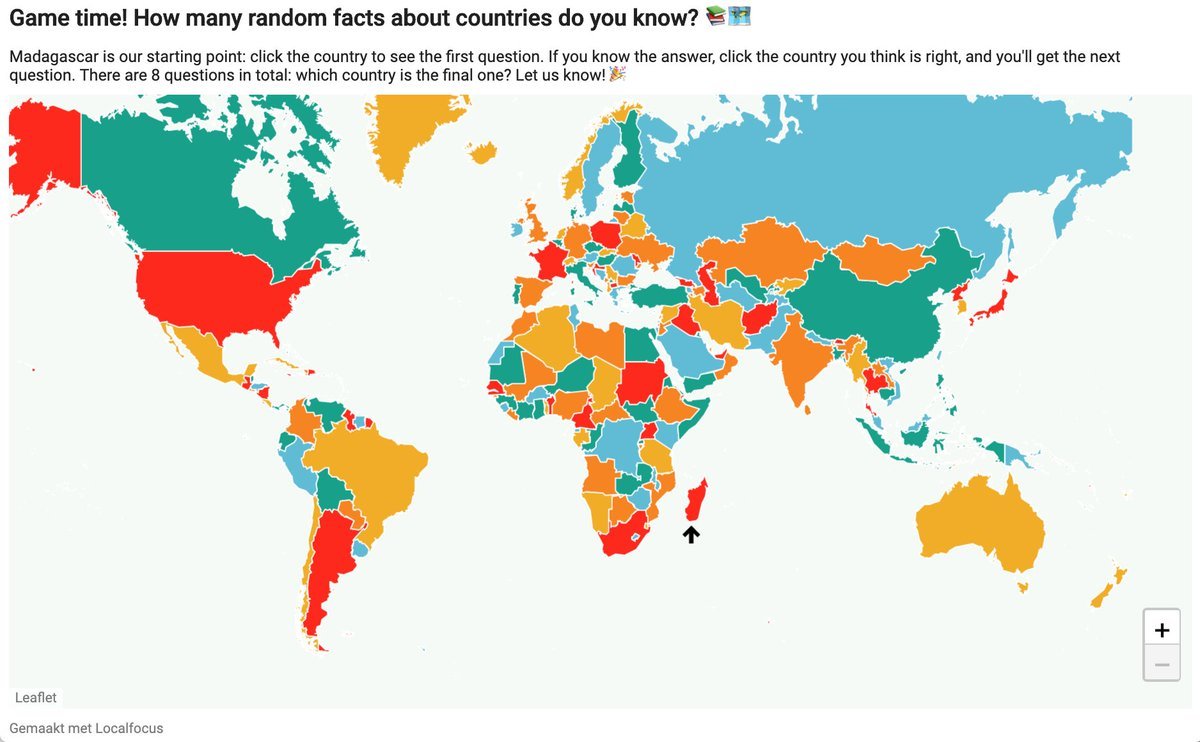 Game time! How many random facts about countries do you know? 📚🗺️
Madagascar is our starting point: click the country to see the first question. If you know the answer, click the country you think is right, and you'll get the next
question. There are 8 questions in total: which country is the final one? Let us know! 🎉
+
−
Leaflet
Gemaakt met Localfocus